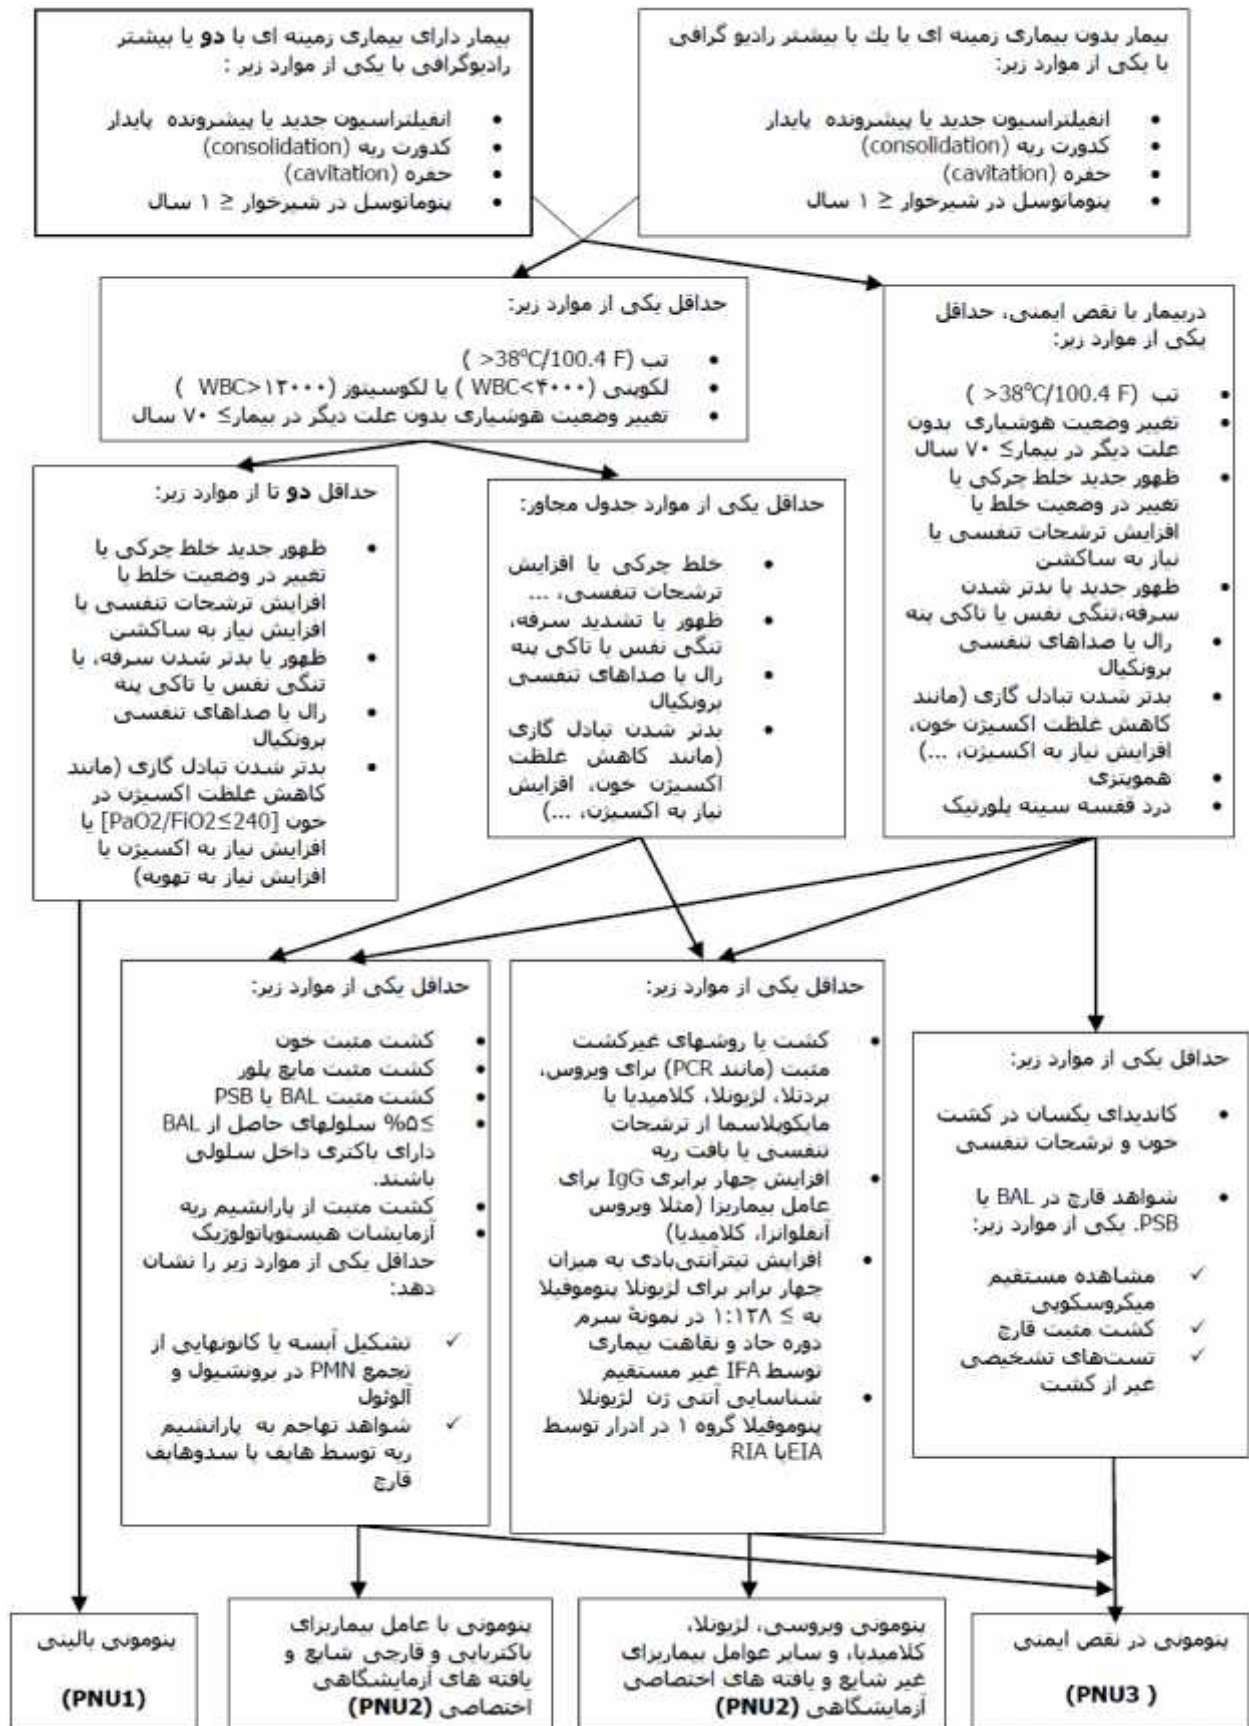 بیمار بدون بیماری زمینه ای با یك یا بیشتر رادیو گرافی
با یکی از موارد زیر:
• انفیلتراسیون جدید یا پیشرونده پایدار
• کدورت ریه (consolidation)
• حفره (cavitation)
• پنوماتوسل در شیرخوار ≤ ۱ سال
بیمار دارای بیماری زمینه ای با دو یا بیشتر
رادیوگرافی با یکی از موارد زیر :
• انفیلتراسیون جدید یا پیشرونده پایدار
• کدورت ریه (consolidation)
• حفره (cavitation)
• پنوماتوسل در شیرخوار ≤ ۱ سال
دربیمار با نقص ایمنی، حداقل
یکی از موارد زیر:
• تب (>38°C/100.4 F )
• تغییر وضعیت هوشیاری بدون
علت دیگر در بیمار≥ ۷۰ سال
• ظهور جدید خلط چرکی یا
تغییر در وضعیت خلط یا
افزایش ترشحات تنفسی یا
نیاز به ساکشن
• ظهور جدید یا بدتر شدن
سرفه،تنگی نفس یا تاکی پنه
• رال یا صداهای تنفسی
برونکیال
• بدتر شدن تبادل گازی (مانند
کاهش غلظت اکسیژن خون،
افزایش نیاز به اکسیژن، ...)
• هموپتزی
• درد قفسه سینه پلورتیک
حداقل یکی از موارد زیر:
• تب (>38°C/100.4 F )
• لکوپنی (WBC<۴۰۰۰ ) یا لکوسیتوز (WBC>۱۲۰۰۰ )
• تغییر وضعیت هوشیاری بدون علت دیگر در بیمار≥ ۷۰ سال
حداقل یکی از موارد جدول مجاور:
• خلط چرکی یا افزایش
ترشحات تنفسی، ...
• ظهور یا تشدید سرفه،
تنگی نفس یا تاکی پنه
• رال یا صداهای تنفسی
برونکیال
• بدتر شدن تبادل گازی
(مانند کاهش غلظت
اکسیژن خون، افزایش
نیاز به اکسیژن، ...)
حداقل دو تا از موارد زیر:
• ظهور جدید خلط چرکی یا
تغییر در وضعیت خلط یا
افزایش ترشحات تنفسی یا
افزایش نیاز به ساکشن
• ظهور یا بدتر شدن سرفه، یا
تنگی نفس یا تاکی پنه
• رال یا صداهای تنفسی
برونکیال
• بدتر شدن تبادل گازی (مانند
کاهش غلظت اکسیژن در
خون [PaO2/FiO2≤240] یا
افزایش نیاز به اکسیژن یا
افزایش نیاز به تهویه)
حداقل یکی از موارد زیر:
• کاندیدای یکسان در کشت
خون و ترشحات تنفسی
• شواهد قارچ در BAL یا
PSB. یکی از موارد زیر:
✓ مشاهده مستقیم
میکروسکوپی
✓ کشت مثبت قارچ
✓ تست‌های تشخیصی
غیر از کشت
حداقل یکی از موارد زیر:
• کشت یا روشهای غیرکشت
مثبت (مانند PCR) برای ویروس،
بردتلا، لژیونلا، کلامیدیا یا
مایکوپلاسما از ترشحات
تنفسی یا بافت ریه
• افزایش چهار برابری IgG برای
عامل بیماریزا (مثلا ویروس
آنفلوانزا، کلامیدیا)
• افزایش تیترآنتی‌بادی به میزان
چهار برابر برای لژیونلا پنوموفیلا
به ≥ ۱:۱۲۸ در نمونۀ سرم
دوره حاد و نقاهت بیماری
توسط IFA غیر مستقیم
• شناسایی آنتی ژن لژیونلا
پنوموفیلا گروه ۱ در ادرار توسط
EIAیا RIA
حداقل یکی از موارد زیر:
• کشت مثبت خون
• کشت مثبت مایع پلور
• کشت مثبت BAL یا PSB
• ≥۵% سلولهای حاصل از BAL
دارای باکتری داخل سلولی
باشند.
• کشت مثبت از پارانشیم ریه
• آزمایشات هیستوپاتولوژیک
حداقل یکی از موارد زیر را نشان
دهد:
✓ تشکیل آبسه یا کانونهایی از
تجمع PMN در برونشیول و
آلوئول
✓ شواهد تهاجم به پارانشیم
ریه توسط هایف یا سدوهایف
قارچ
پنومونی در نقص ایمنی
(PNU3 )
پنومونی ویروسی، لژیونلا،
کلامیدیا، و سایر عوامل بیماریزای
غیر شایع و یافته های اختصاصی
آزمایشگاهی (PNU2)
پنومونی با عامل بیماریزای
باکتریایی و قارچی شایع و
یافته های آزمایشگاهی
اختصاصی (PNU2)
پنومونی بالینی
(PNU1)